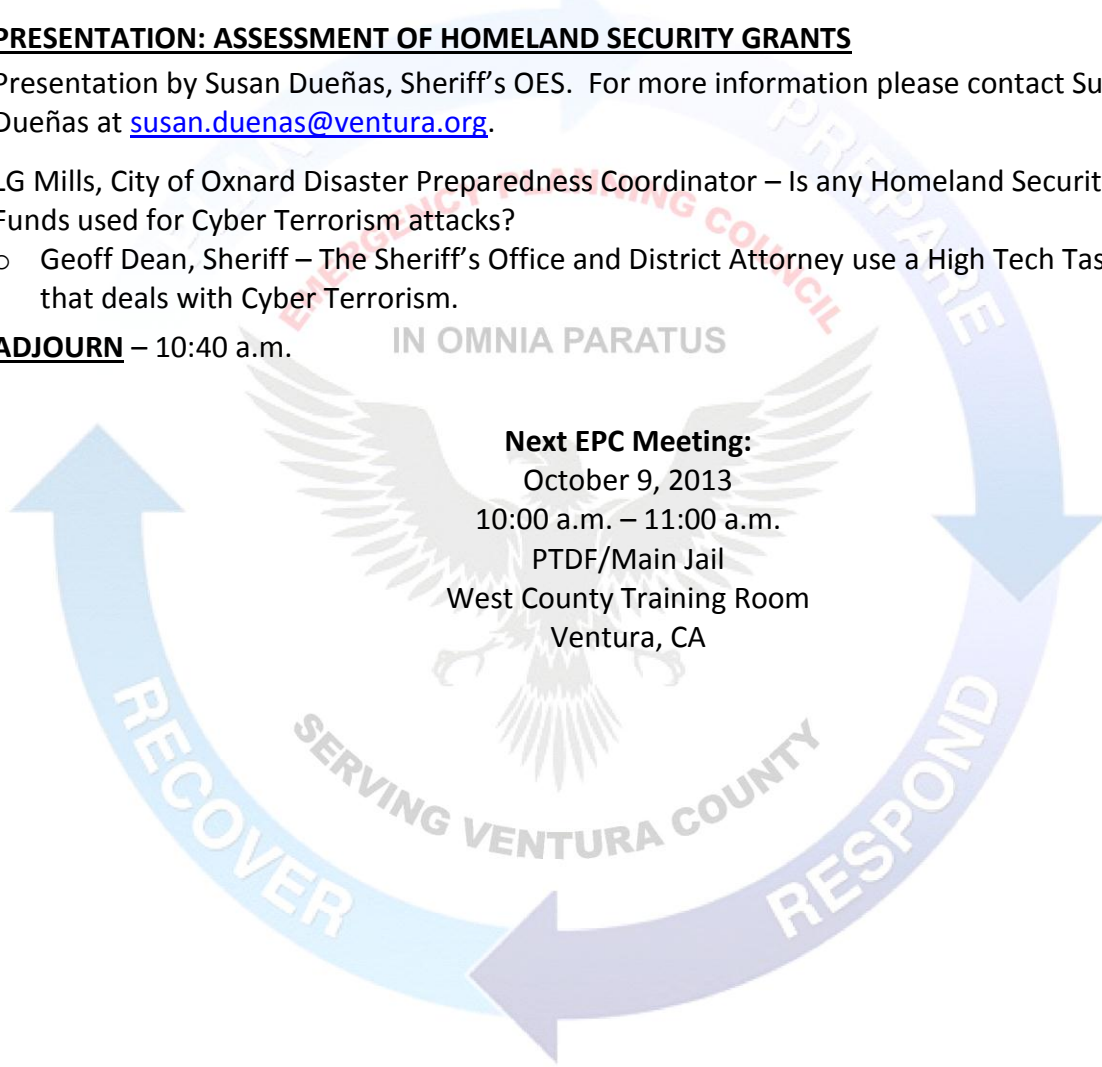 PRESENTATION: ASSESSMENT OF HOMELAND SECURITY GRANTS
Presentation by Susan Dueñas, Sheriff’s OES. For more information please contact Su
Dueñas at susan.duenas@ventura.org.
LG Mills, City of Oxnard Disaster Preparedness Coordinator – Is any Homeland Securit
Funds used for Cyber Terrorism attacks?
o Geoff Dean, Sheriff – The Sheriff’s Office and District Attorney use a High Tech Tas
that deals with Cyber Terrorism.
ADJOURN – 10:40 a.m.
Next EPC Meeting:
October 9, 2013
10:00 a.m. – 11:00 a.m.
PTDF/Main Jail
West County Training Room
Ventura, CA
EMERGENCY PLANNING COUNCIL
IN OMNIA PARATUS
SERVING VENTURA COUNTY
PREPARE
RESPOND
RECOVER